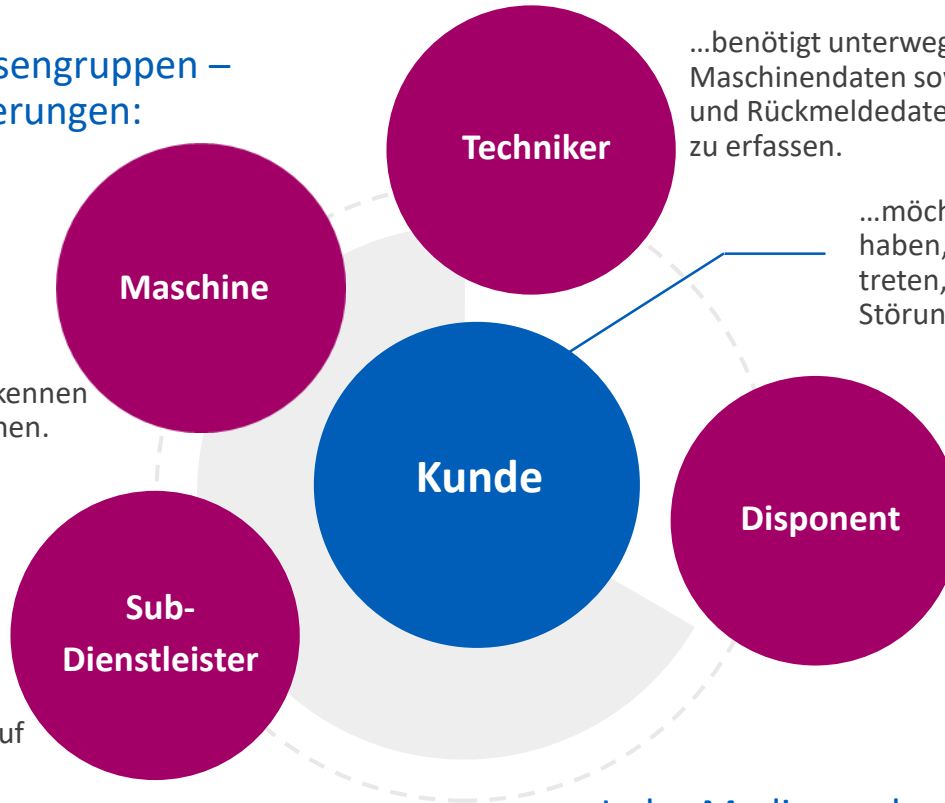 sengruppen –
erungen:
...benötigt unterweg
Maschinendaten sov
und Rückmeldedate
zu erfassen.
Techniker
...möch
haben,
treten,
Störun
Maschine
kennen
nen.
Kunde
Disponent
Sub-
Dienstleister
uf